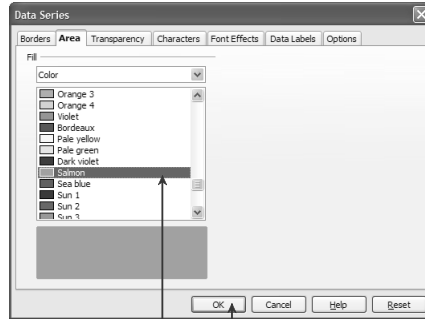 Data Series
Borders Area Transparency Characters Font Effects Data Labels Options
Fill
Color
Orange 3
Orange 4
Violet
Bordeaux
Pale yellow
Pale green
Dark violet
Salmon
Sea blue
Sun 1
Sun 2
Sun 3
OK Cancel Help Reset